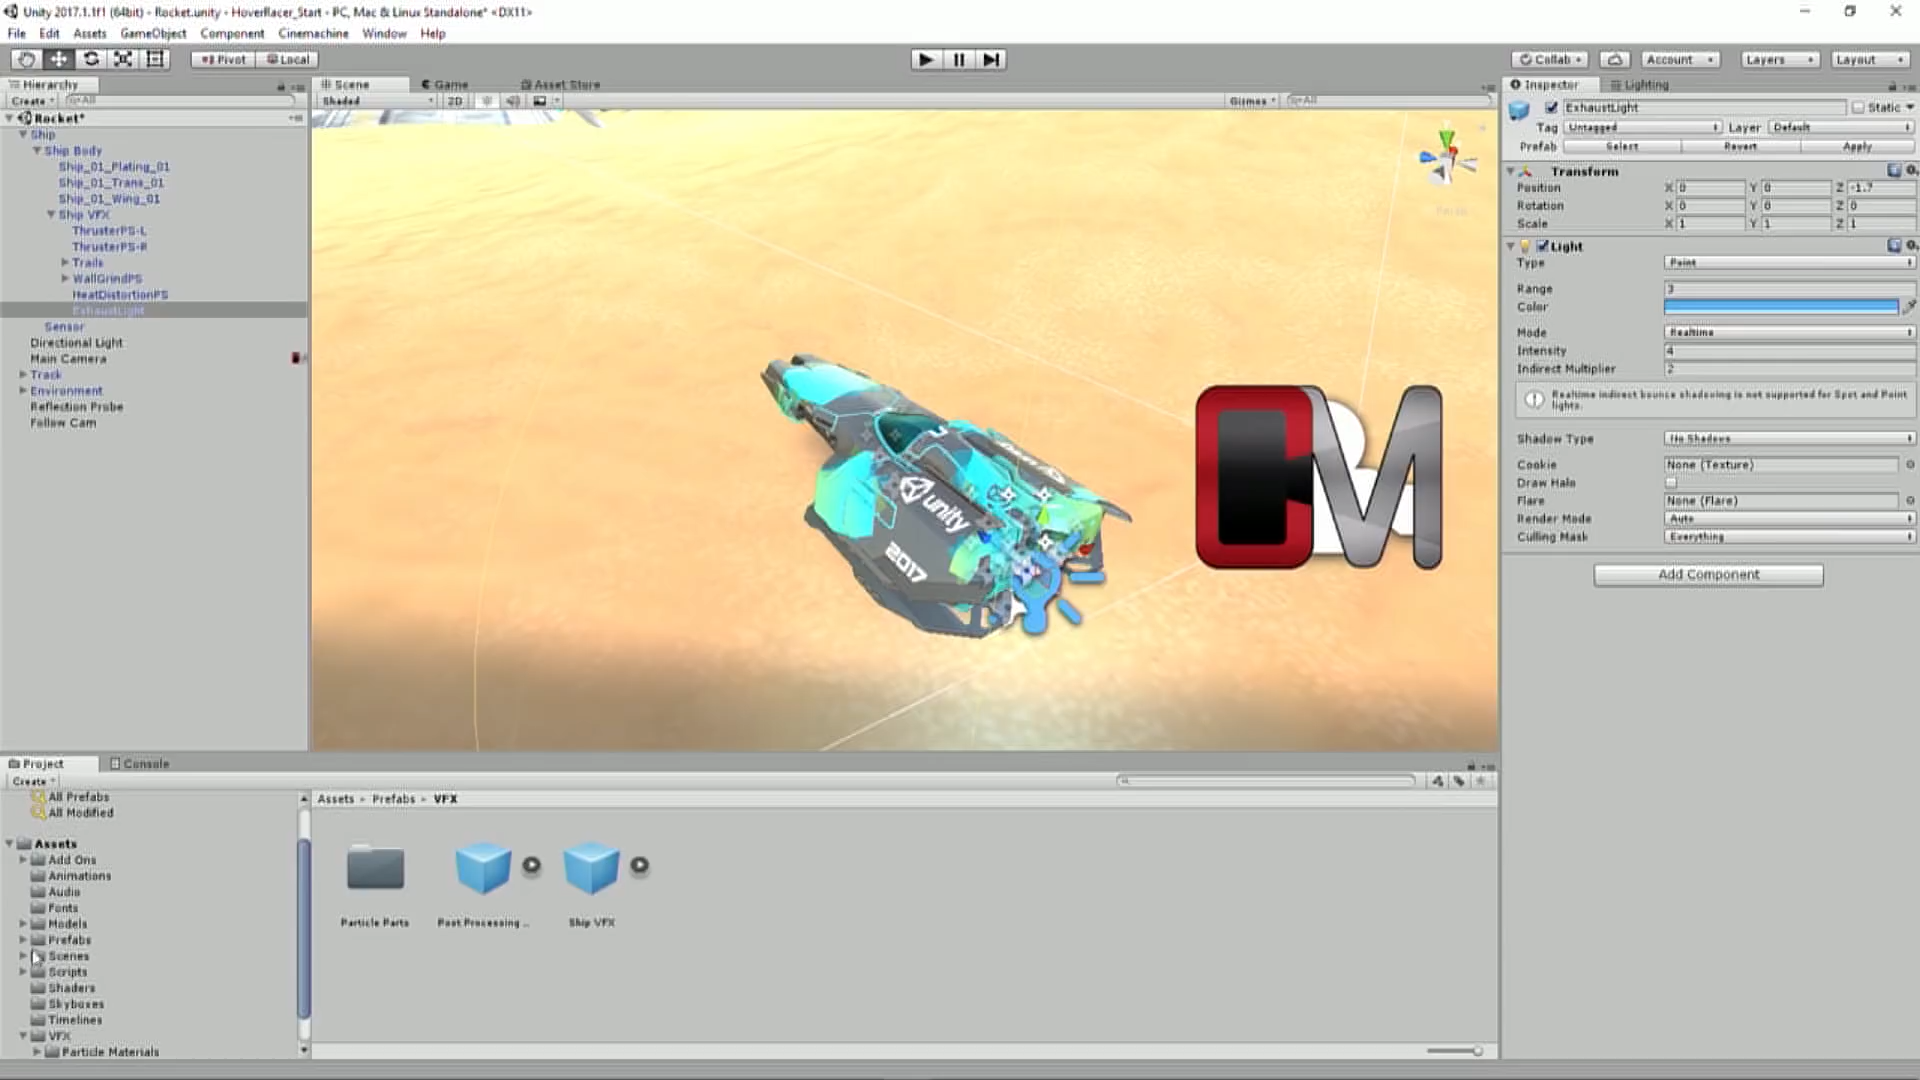 Unity 2017.1.1f1 (64bit) - Rocket.unity - HoverRacer_Start - PC, Mac & Linux Standalone* <DX11>
File Edit Assets GameObject Component Cinemachine Window Help
Pivot Local Collab Account Layers Layout
Hierarchy
Create All
Rocket*
Ship
Ship Body
Ship_01_Plating_01
Ship_01_Trans_01
Ship_01_Wing_01
Ship VFX
ThrusterPS-L
ThrusterPS-R
Trails
WallGrindPS
HeatDistortionPS
ExhaustLight
Sensor
Directional Light
Main Camera
Track
Environment
Reflection Probe
Follow Cam
Scene Game Asset Store
Shaded 2D Gizmos All
Persp
unity
2017
CM
Inspector Lighting
ExhaustLight Static
Tag Untagged Layer Default
Prefab Select Revert Apply
Transform
Position X 0 Y 0 Z -1.7
Rotation X 0 Y 0 Z 0
Scale X 1 Y 1 Z 1
Light
Type Point
Range 3
Color
Mode Realtime
Intensity 4
Indirect Multiplier 2
Realtime indirect bounce shadowing is not supported for Spot and Point
lights.
Shadow Type No Shadows
Cookie None (Texture)
Draw Halo
Flare None (Flare)
Render Mode Auto
Culling Mask Everything
Add Component
Project Console
Create
All Prefabs
All Modified
Assets
Add Ons
Animations
Audio
Fonts
Models
Prefabs
Scenes
Scripts
Shaders
Skyboxes
Timelines
VFX
Particle Materials
Assets Prefabs VFX
Particle Parts Post Processing ... Ship VFX